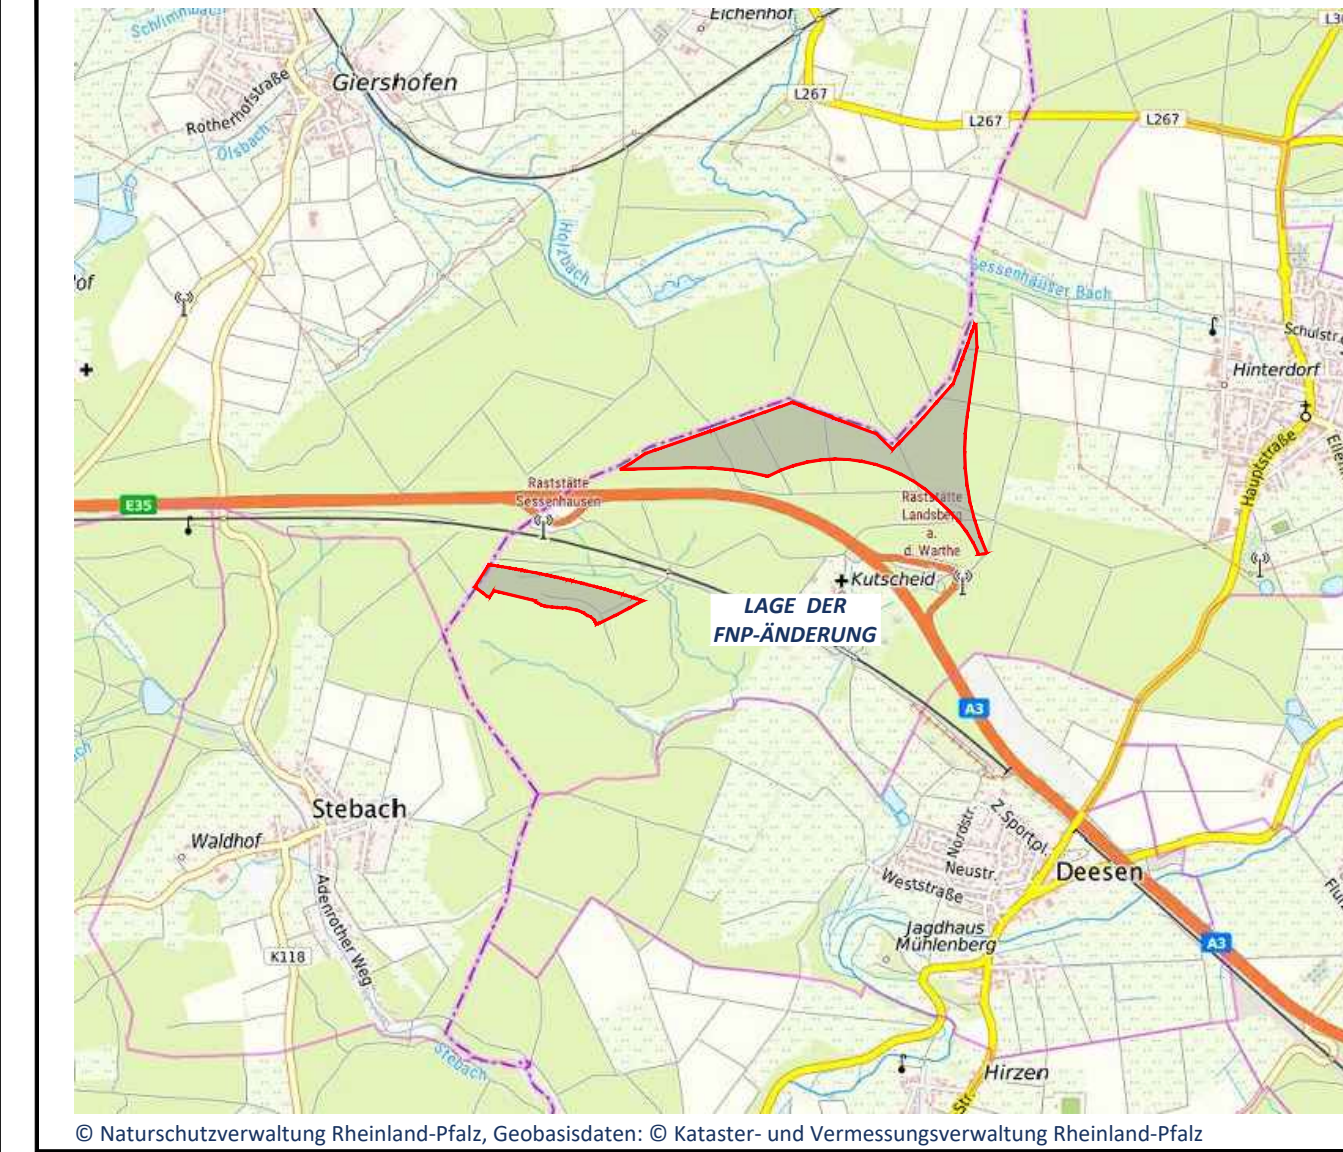 Schlimmbach
Eichenhof
Giershofen
L267
L267
L267
Rotherhofstraße
Olsbach
Holzbach
Sessenhäuser Bach
Schulstr.
Hinterdorf
Hauptstraße
Raststätte
Sessenhausen
E35
Raststätte
Landsberg
a.
d. Warthe
Kutscheid
LAGE DER
FNP-ÄNDERUNG
A3
Stebach
Waldhof
Nordstr.
Z. Sportpl.
Neustr.
Deesen
Weststraße
Adenrother Weg
Jagdhaus
Mühlenberg
A3
K118
Stebach
Hirzen
Str.
© Naturschutzverwaltung Rheinland-Pfalz, Geobasisdaten: © Kataster- und Vermessungsverwaltung Rheinland-Pfalz